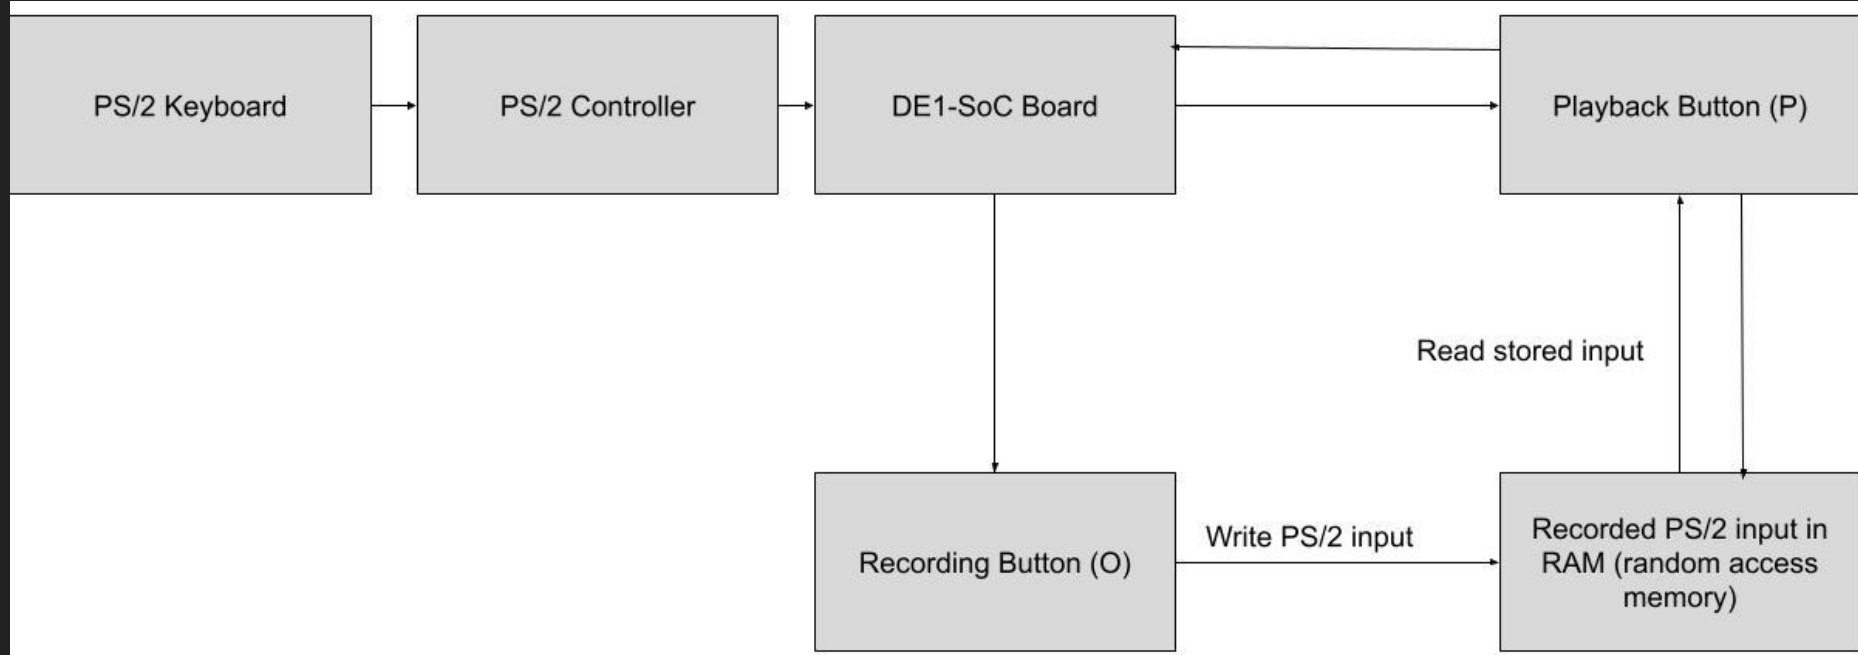 PS/2 Keyboard
PS/2 Controller
DE1-SoC Board
Playback Button (P)
Read stored input
Recording Button (O)
Write PS/2 input
Recorded PS/2 input in
RAM (random access
memory)